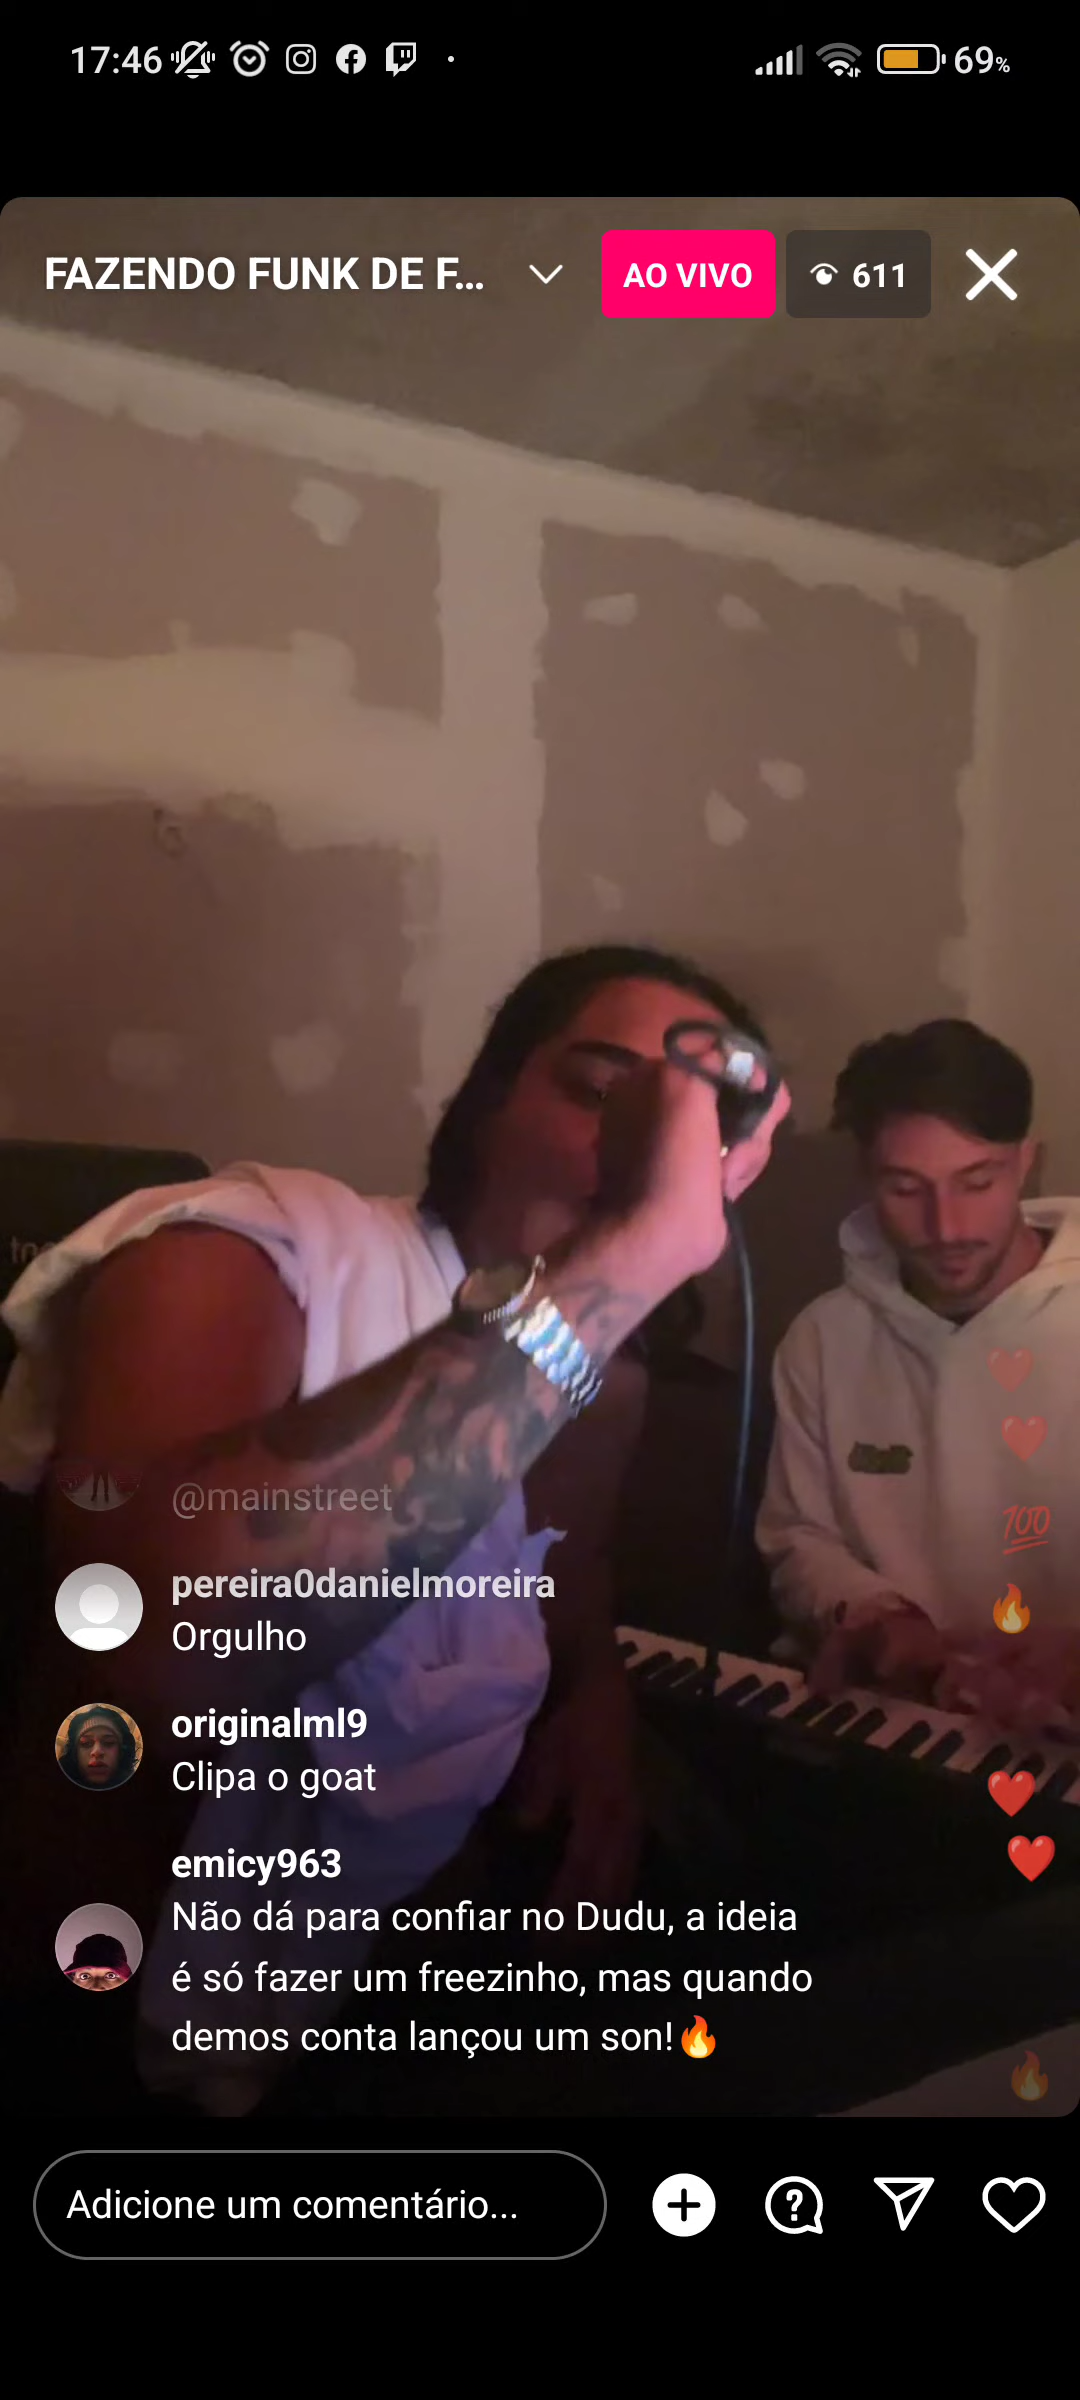 17:46
69%
FAZENDO FUNK DE F...
AO VIVO
611
@mainstreet
pereira0danielmoreira
Orgulho
originalml9
Clipa o goat
emicy963
Não dá para confiar no Dudu, a ideia
é só fazer um freezinho, mas quando
demos conta lançou um son!🔥
Adicione um comentário...